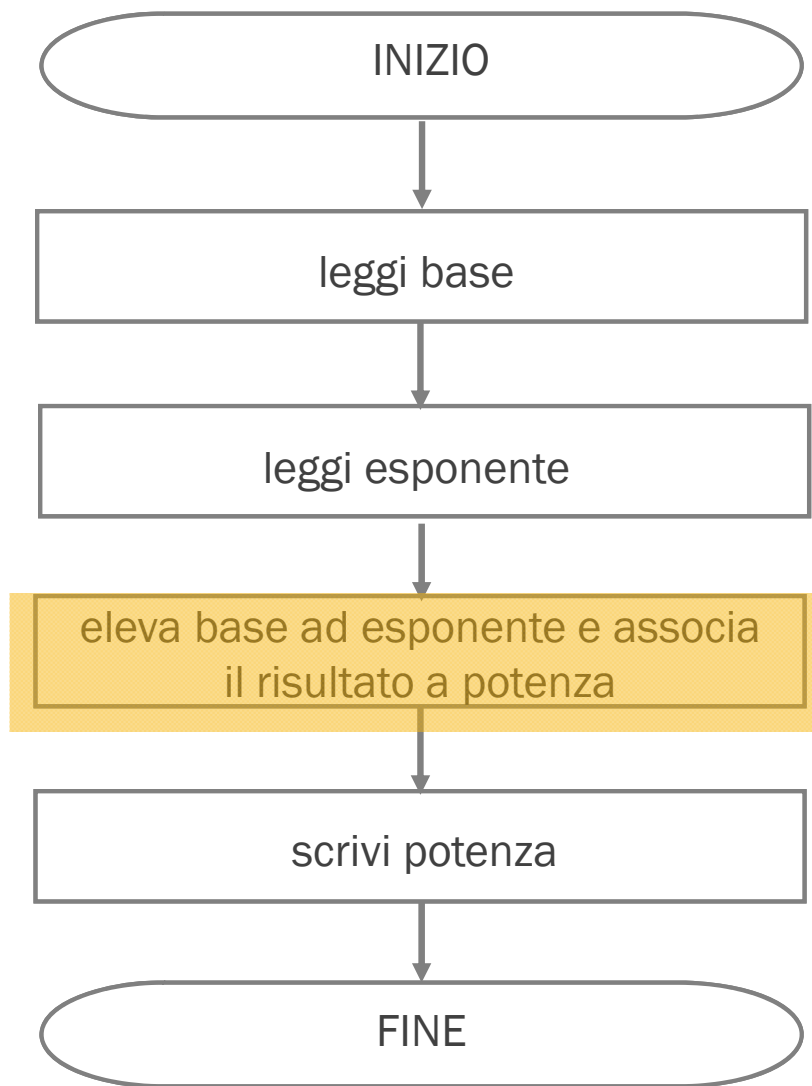 INIZIO
leggi base
leggi esponente
eleva base ad esponente e associa
il risultato a potenza
scrivi potenza
FINE